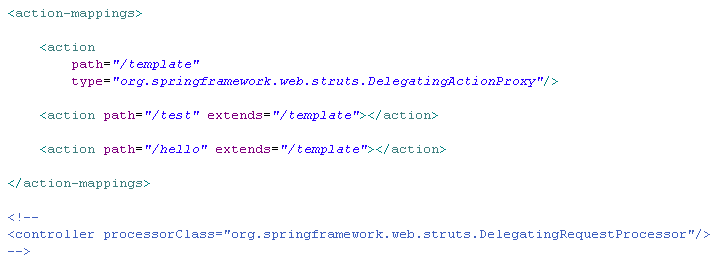 <action-mappings>
<action
path="/template"
type="org.springframework.web.struts.DelegatingActionProxy"/>
<action path="/test" extends="/template"></action>
<action path="/hello" extends="/template"></action>
</action-mappings>
<!--
<controller processorClass="org.springframework.web.struts.DelegatingRequestProcessor"/>
-->